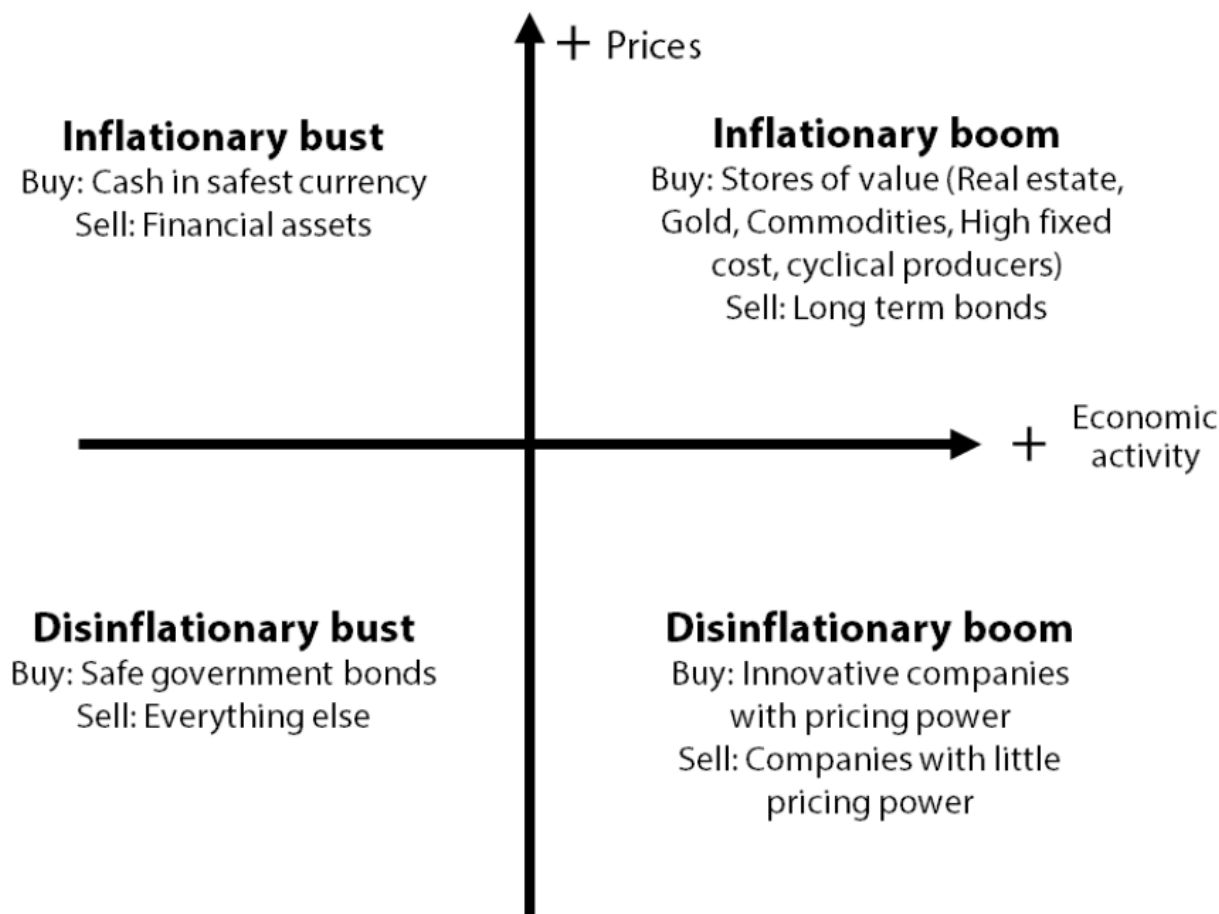 + Prices
Inflationary bust
Buy: Cash in safest currency
Sell: Financial assets
Inflationary boom
Buy: Stores of value (Real estate,
Gold, Commodities, High fixed
cost, cyclical producers)
Sell: Long term bonds
+ Economic
activity
Disinflationary bust
Buy: Safe government bonds
Sell: Everything else
Disinflationary boom
Buy: Innovative companies
with pricing power
Sell: Companies with little
pricing power